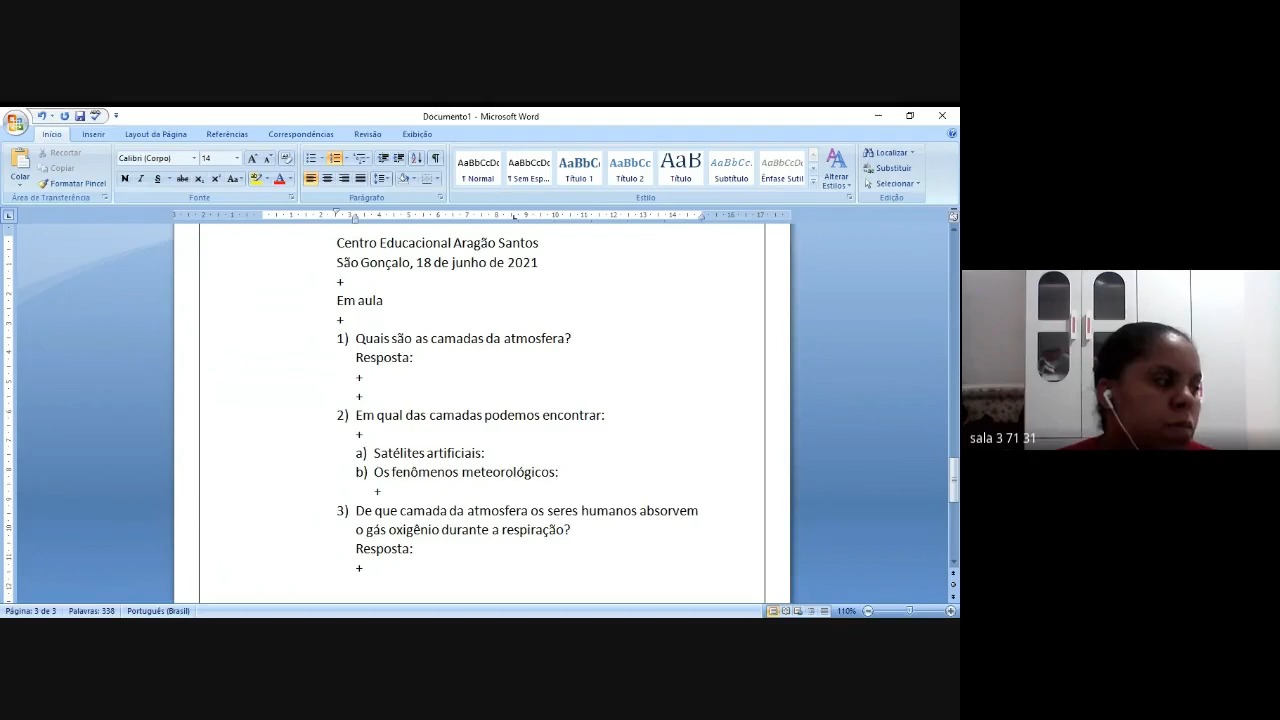 Documento1 - Microsoft Word
Início Inserir Layout da Página Referências Correspondências Revisão Exibição
Colar
Recortar
Copiar
Formatar Pincel
Área de Transferência
Calibri (Corpo) 14
Fonte
Parágrafo
AaBbCcDc AaBbCcDc AaBbC AaBbCc AaB AaBbCc. AaBbCcDc
¶ Normal ¶ Sem Esp... Título 1 Título 2 Título Subtítulo Ênfase Sutil
Alterar Estilos
Estilo
Localizar
Substituir
Selecionar
Edição
Centro Educacional Aragão Santos
São Gonçalo, 18 de junho de 2021
+
Em aula
+
1) Quais são as camadas da atmosfera?
Resposta:
+
+
2) Em qual das camadas podemos encontrar:
+
a) Satélites artificiais:
b) Os fenômenos meteorológicos:
+
3) De que camada da atmosfera os seres humanos absorvem
o gás oxigênio durante a respiração?
Resposta:
+
sala 3 71 31
Página: 3 de 3 Palavras: 338 Português (Brasil) 110%